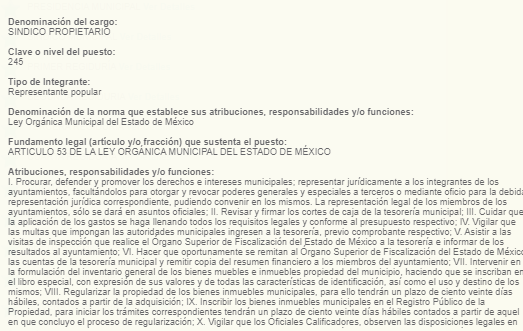 Denominación del cargo:
SINDICO PROPIETARIO
Clave o nivel del puesto:
245
Tipo de Integrante:
Representante popular
Denominación de la norma que establece sus atribuciones, responsabilidades y/o funciones:
Ley Orgánica Municipal del Estado de México
Fundamento legal (artículo y/o fracción) que sustenta el puesto:
ARTICULO 53 DE LA LEY ORGÁNICA MUNICIPAL DEL ESTADO DE MÉXICO
Atribuciones, responsabilidades y/o funciones:
I. Procurar, defender y promover los derechos e intereses municipales; representar jurídicamente a los integrantes de los
ayuntamientos, facultándolos para otorgar y revocar poderes generales y especiales a terceros o mediante oficio para la debida
representación jurídica correspondiente, pudiendo convenir en los mismos. La representación legal de los miembros de los
ayuntamientos, sólo se dará en asuntos oficiales; II. Revisar y firmar los cortes de caja de la tesorería municipal; III. Cuidar que
la aplicación de los gastos se haga llenando todos los requisitos legales y conforme al presupuesto respectivo; IV. Vigilar que
las multas que impongan las autoridades municipales ingresen a la tesorería, previo comprobante respectivo; V. Asistir a las
visitas de inspección que realice el Organo Superior de Fiscalización del Estado de México a la tesorería e informar de los
resultados al ayuntamiento; VI. Hacer que oportunamente se remitan al Organo Superior de Fiscalización del Estado de México
las cuentas de la tesorería municipal y remitir copia del resumen financiero a los miembros del ayuntamiento; VII. Intervenir en
la formulación del inventario general de los bienes muebles e inmuebles propiedad del municipio, haciendo que se inscriban en
el libro especial, con expresión de sus valores y de todas las características de identificación, así como el uso y destino de los
mismos; VIII. Regularizar la propiedad de los bienes inmuebles municipales, para ello tendrán un plazo de ciento veinte días
hábiles, contados a partir de la adquisición; IX. Inscribir los bienes inmuebles municipales en el Registro Público de la
Propiedad, para iniciar los trámites correspondientes tendrán un plazo de ciento veinte días hábiles contados a partir de aquel
en que concluyo el proceso de regularización; X. Vigilar que los Oficiales Calificadores, observen las disposiciones legales en